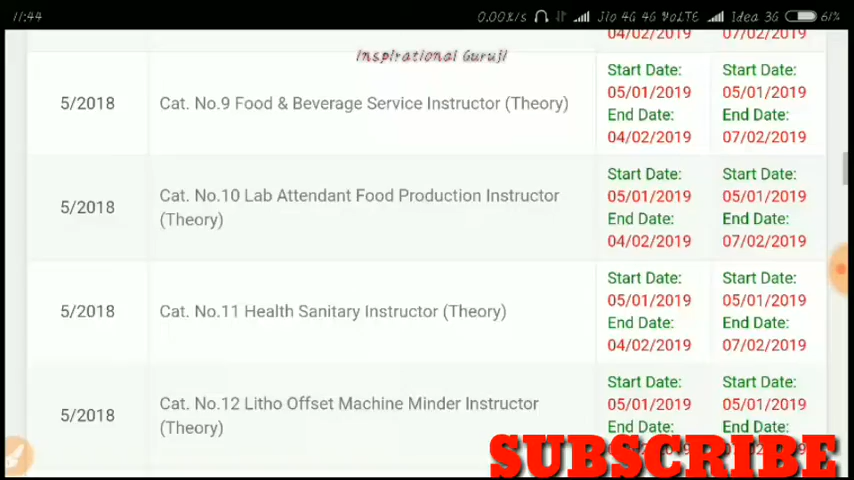 11:44 0.00K/s Jio 4G 4G VoLTE Idea 3G 61%
04/02/2019 07/02/2019
Inspirational Guruji
Start Date: Start Date:
5/2018 Cat. No.9 Food & Beverage Service Instructor (Theory) 05/01/2019 05/01/2019
End Date: End Date:
04/02/2019 07/02/2019
Start Date: Start Date:
Cat. No.10 Lab Attendant Food Production Instructor 05/01/2019 05/01/2019
5/2018 (Theory) End Date: End Date:
04/02/2019 07/02/2019
Start Date: Start Date:
5/2018 Cat. No.11 Health Sanitary Instructor (Theory) 05/01/2019 05/01/2019
End Date: End Date:
04/02/2019 07/02/2019
Start Date: Start Date:
Cat. No.12 Litho Offset Machine Minder Instructor 05/01/2019 05/01/2019
5/2018 (Theory) End Date: End Date:
SUBSCRIBE